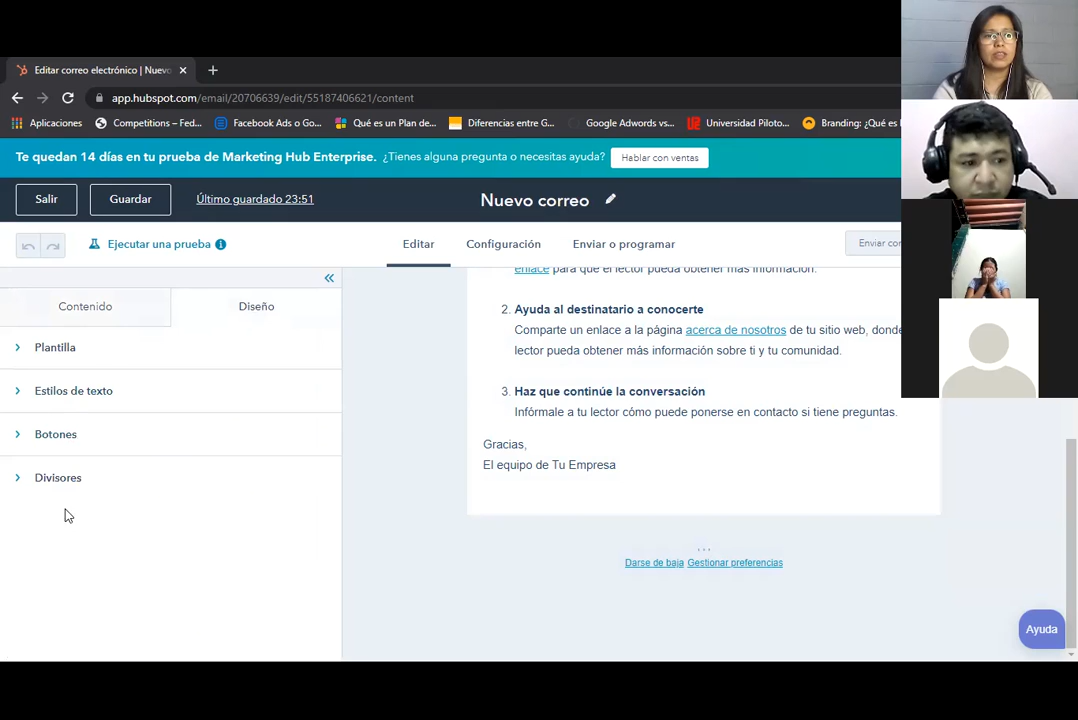 Editar correo electrónico | Nuevo
app.hubspot.com/email/20706639/edit/55187406621/content
Aplicaciones
Competitions – Fed...
Facebook Ads o Go...
Qué es un Plan de...
Diferencias entre G...
Google Adwords vs...
Universidad Piloto...
Branding: ¿Qué es
Te quedan 14 días en tu prueba de Marketing Hub Enterprise. ¿Tienes alguna pregunta o necesitas ayuda? Hablar con ventas
Salir
Guardar
Último guardado 23:51
Nuevo correo
Ejecutar una prueba
Editar
Configuración
Enviar o programar
Enviar
Contenido
Diseño
Plantilla
Estilos de texto
Botones
Divisores
enlace para que el lector pueda obtener más información.
2. Ayuda al destinatario a conocerte
Comparte un enlace a la página acerca de nosotros de tu sitio web, dond
lector pueda obtener más información sobre ti y tu comunidad.
3. Haz que continúe la conversación
Infórmale a tu lector cómo puede ponerse en contacto si tiene preguntas.
Gracias,
El equipo de Tu Empresa
Darse de baja Gestionar preferencias
Ayuda